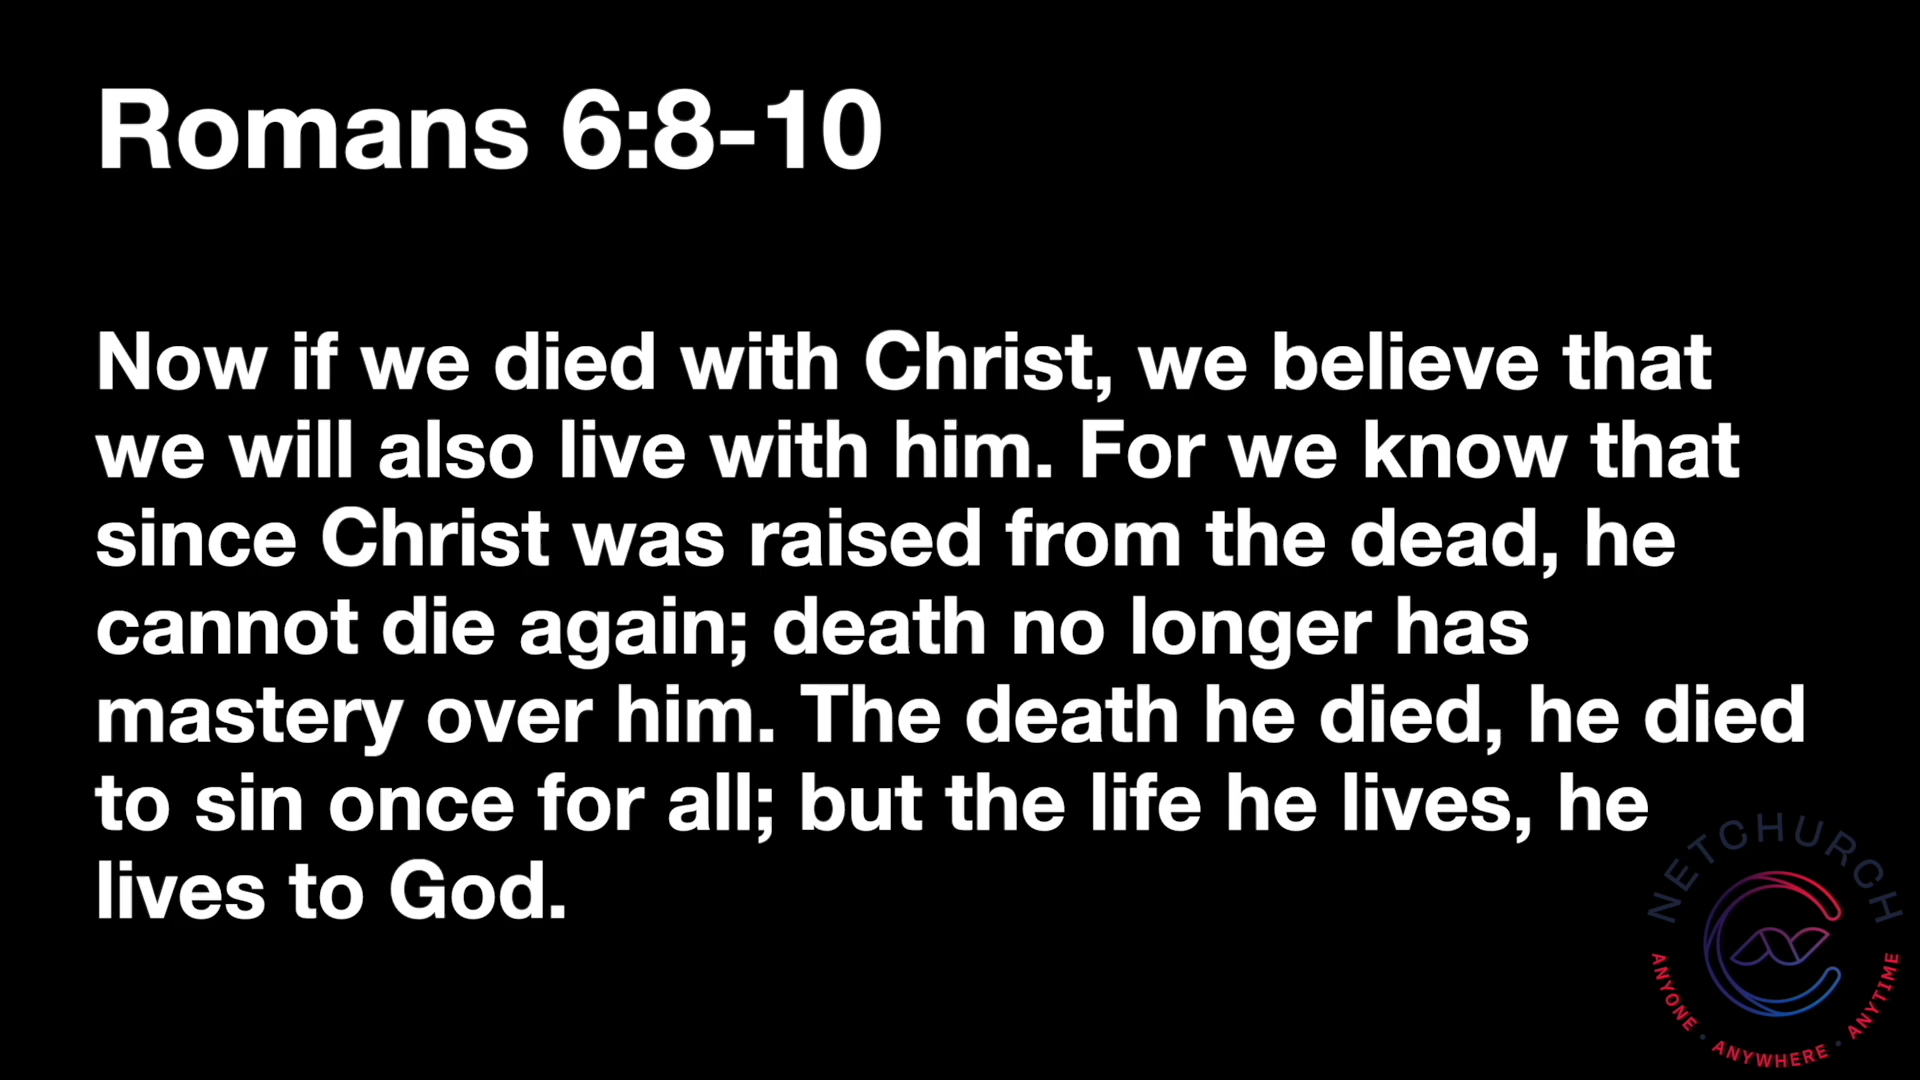 Romans 6:8-10
Now if we died with Christ, we believe that
we will also live with him. For we know that
since Christ was raised from the dead, he
cannot die again; death no longer has
mastery over him. The death he died, he died
to sin once for all; but the life he lives, he
lives to God.
NETCHURCH
ANYONE · ANYWHERE · ANYTIME